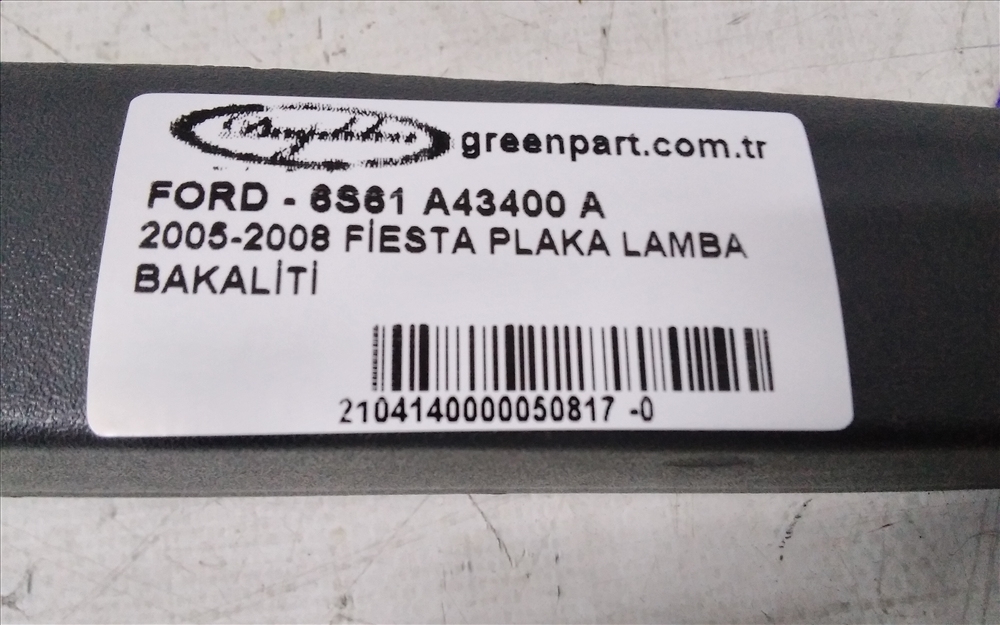 greenpart.com.tr
FORD - 6S61 A43400 A
2005-2008 FİESTA PLAKA LAMBA
BAKALİTİ
2104140000050817 -0